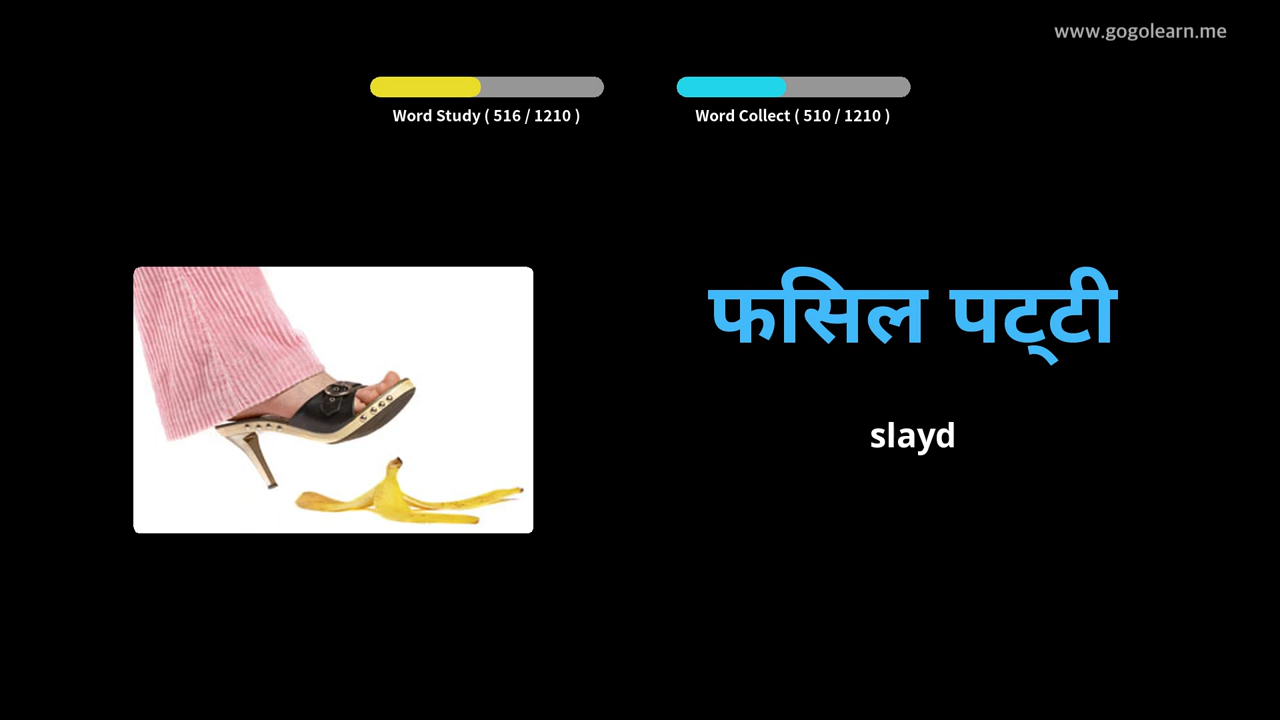 www.gogolearn.me
Word Study ( 516 / 1210 )
Word Collect ( 510 / 1210 )
फसिल पट्‌टी
slayd